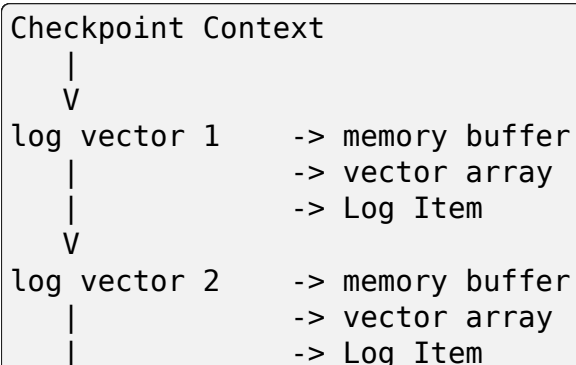 Checkpoint Context
   |
   V
log vector 1    -> memory buffer
   |            -> vector array
   |            -> Log Item
   V
log vector 2    -> memory buffer
   |            -> vector array
   |            -> Log Item